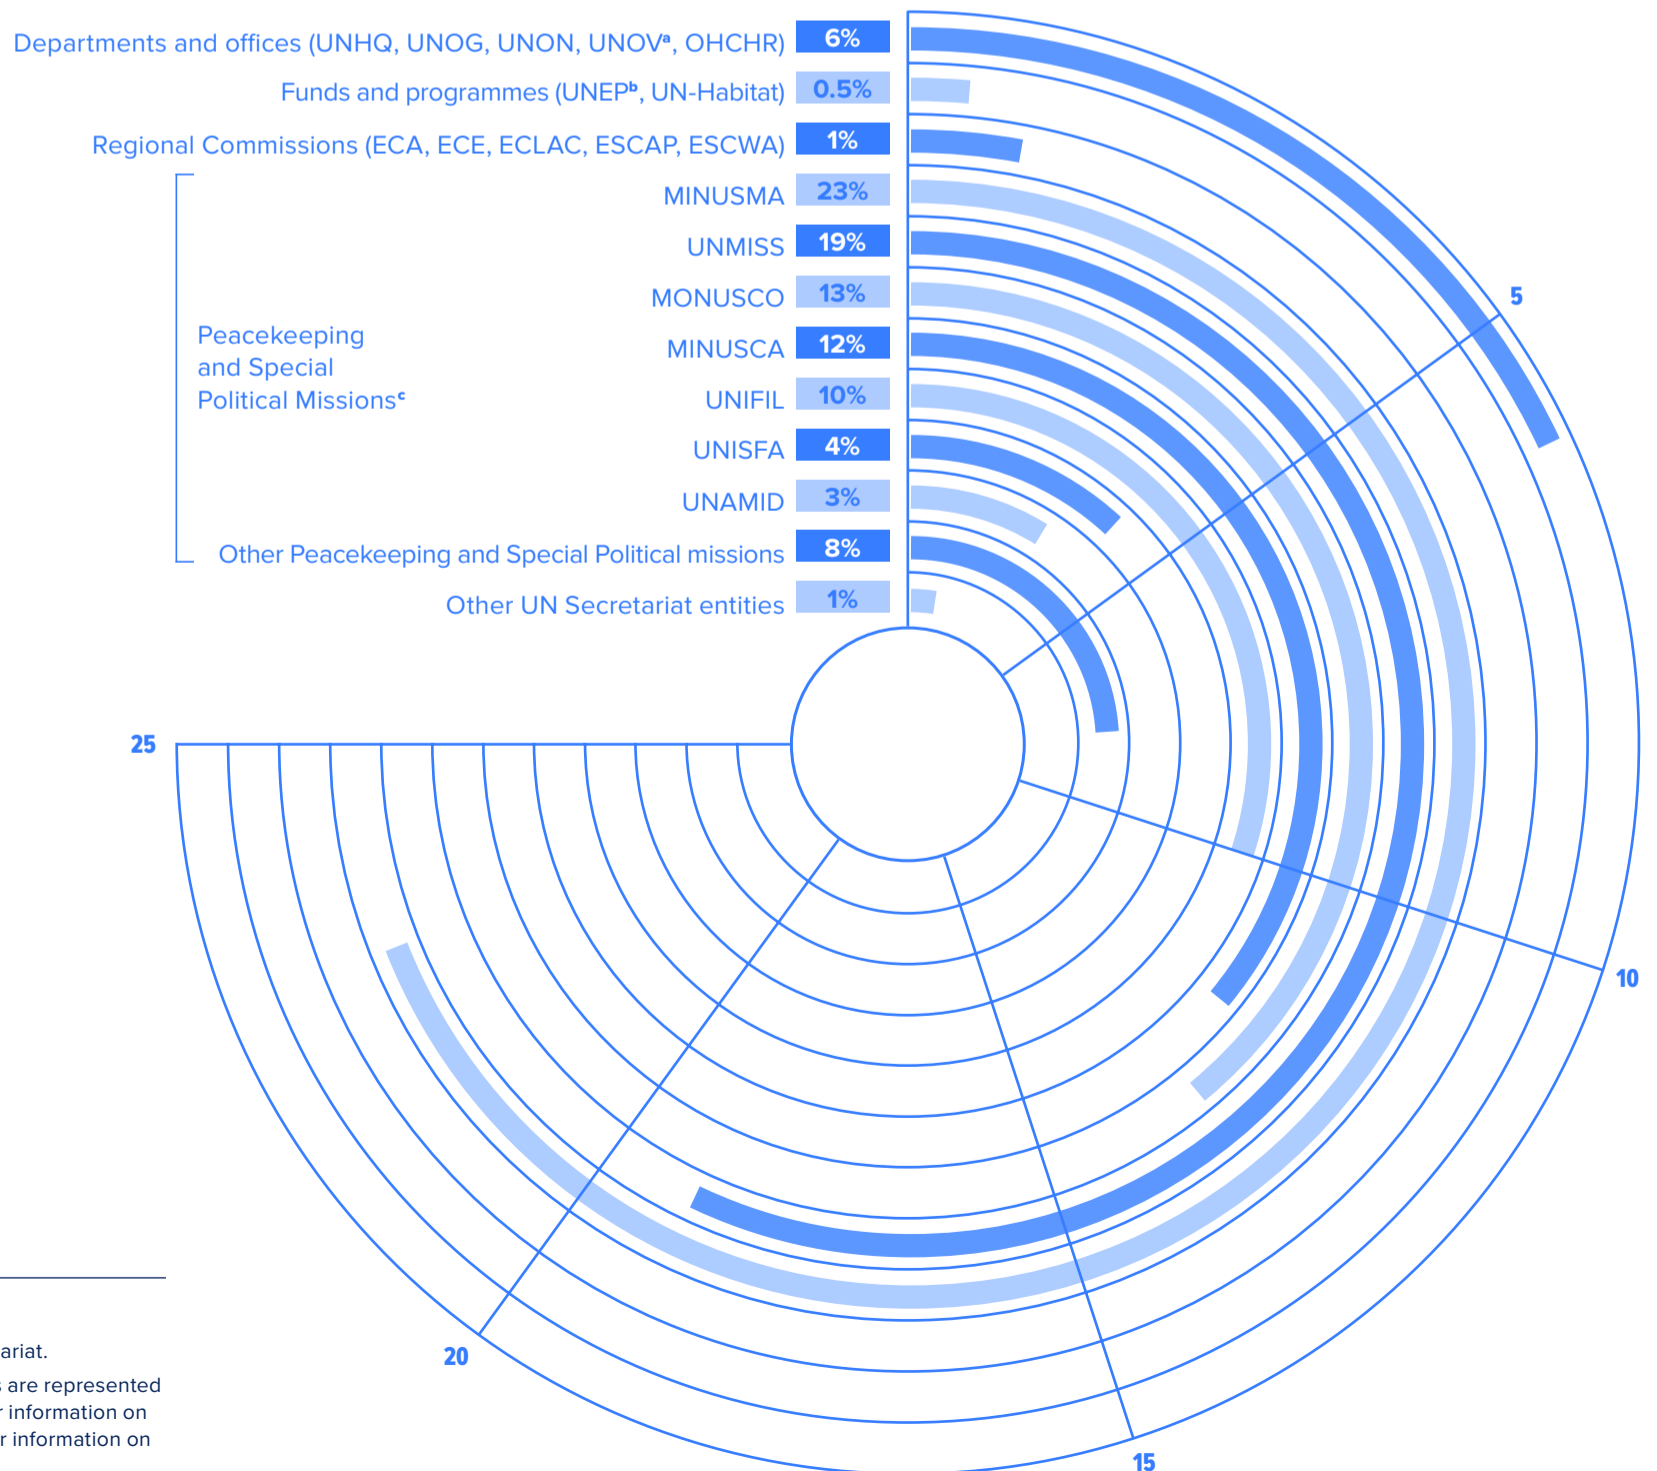 Departments and offices (UNHQ, UNOG, UNON, UNOVᵃ, OHCHR) 6%
Funds and programmes (UNEPᵇ, UN-Habitat) 0.5%
Regional Commissions (ECA, ECE, ECLAC, ESCAP, ESCWA) 1%
MINUSMA 23%
UNMISS 19%
MONUSCO 13%
MINUSCA 12%
UNIFIL 10%
UNISFA 4%
UNAMID 3%
Other Peacekeeping and Special Political missions 8%
Other UN Secretariat entities 1%
Peacekeeping
and Special
Political Missionsᶜ
5
10
15
20
25
ariat.
s are represented
r information on
r information on